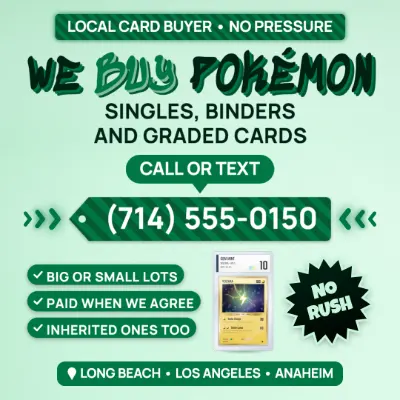 LOCAL CARD BUYER • NO PRESSURE
WE BUY POKÉMON
SINGLES, BINDERS
AND GRADED CARDS
CALL OR TEXT
(714) 555-0150
BIG OR SMALL LOTS
PAID WHEN WE AGREE
INHERITED ONES TOO
10
NO
RUSH
LONG BEACH • LOS ANGELES • ANAHEIM